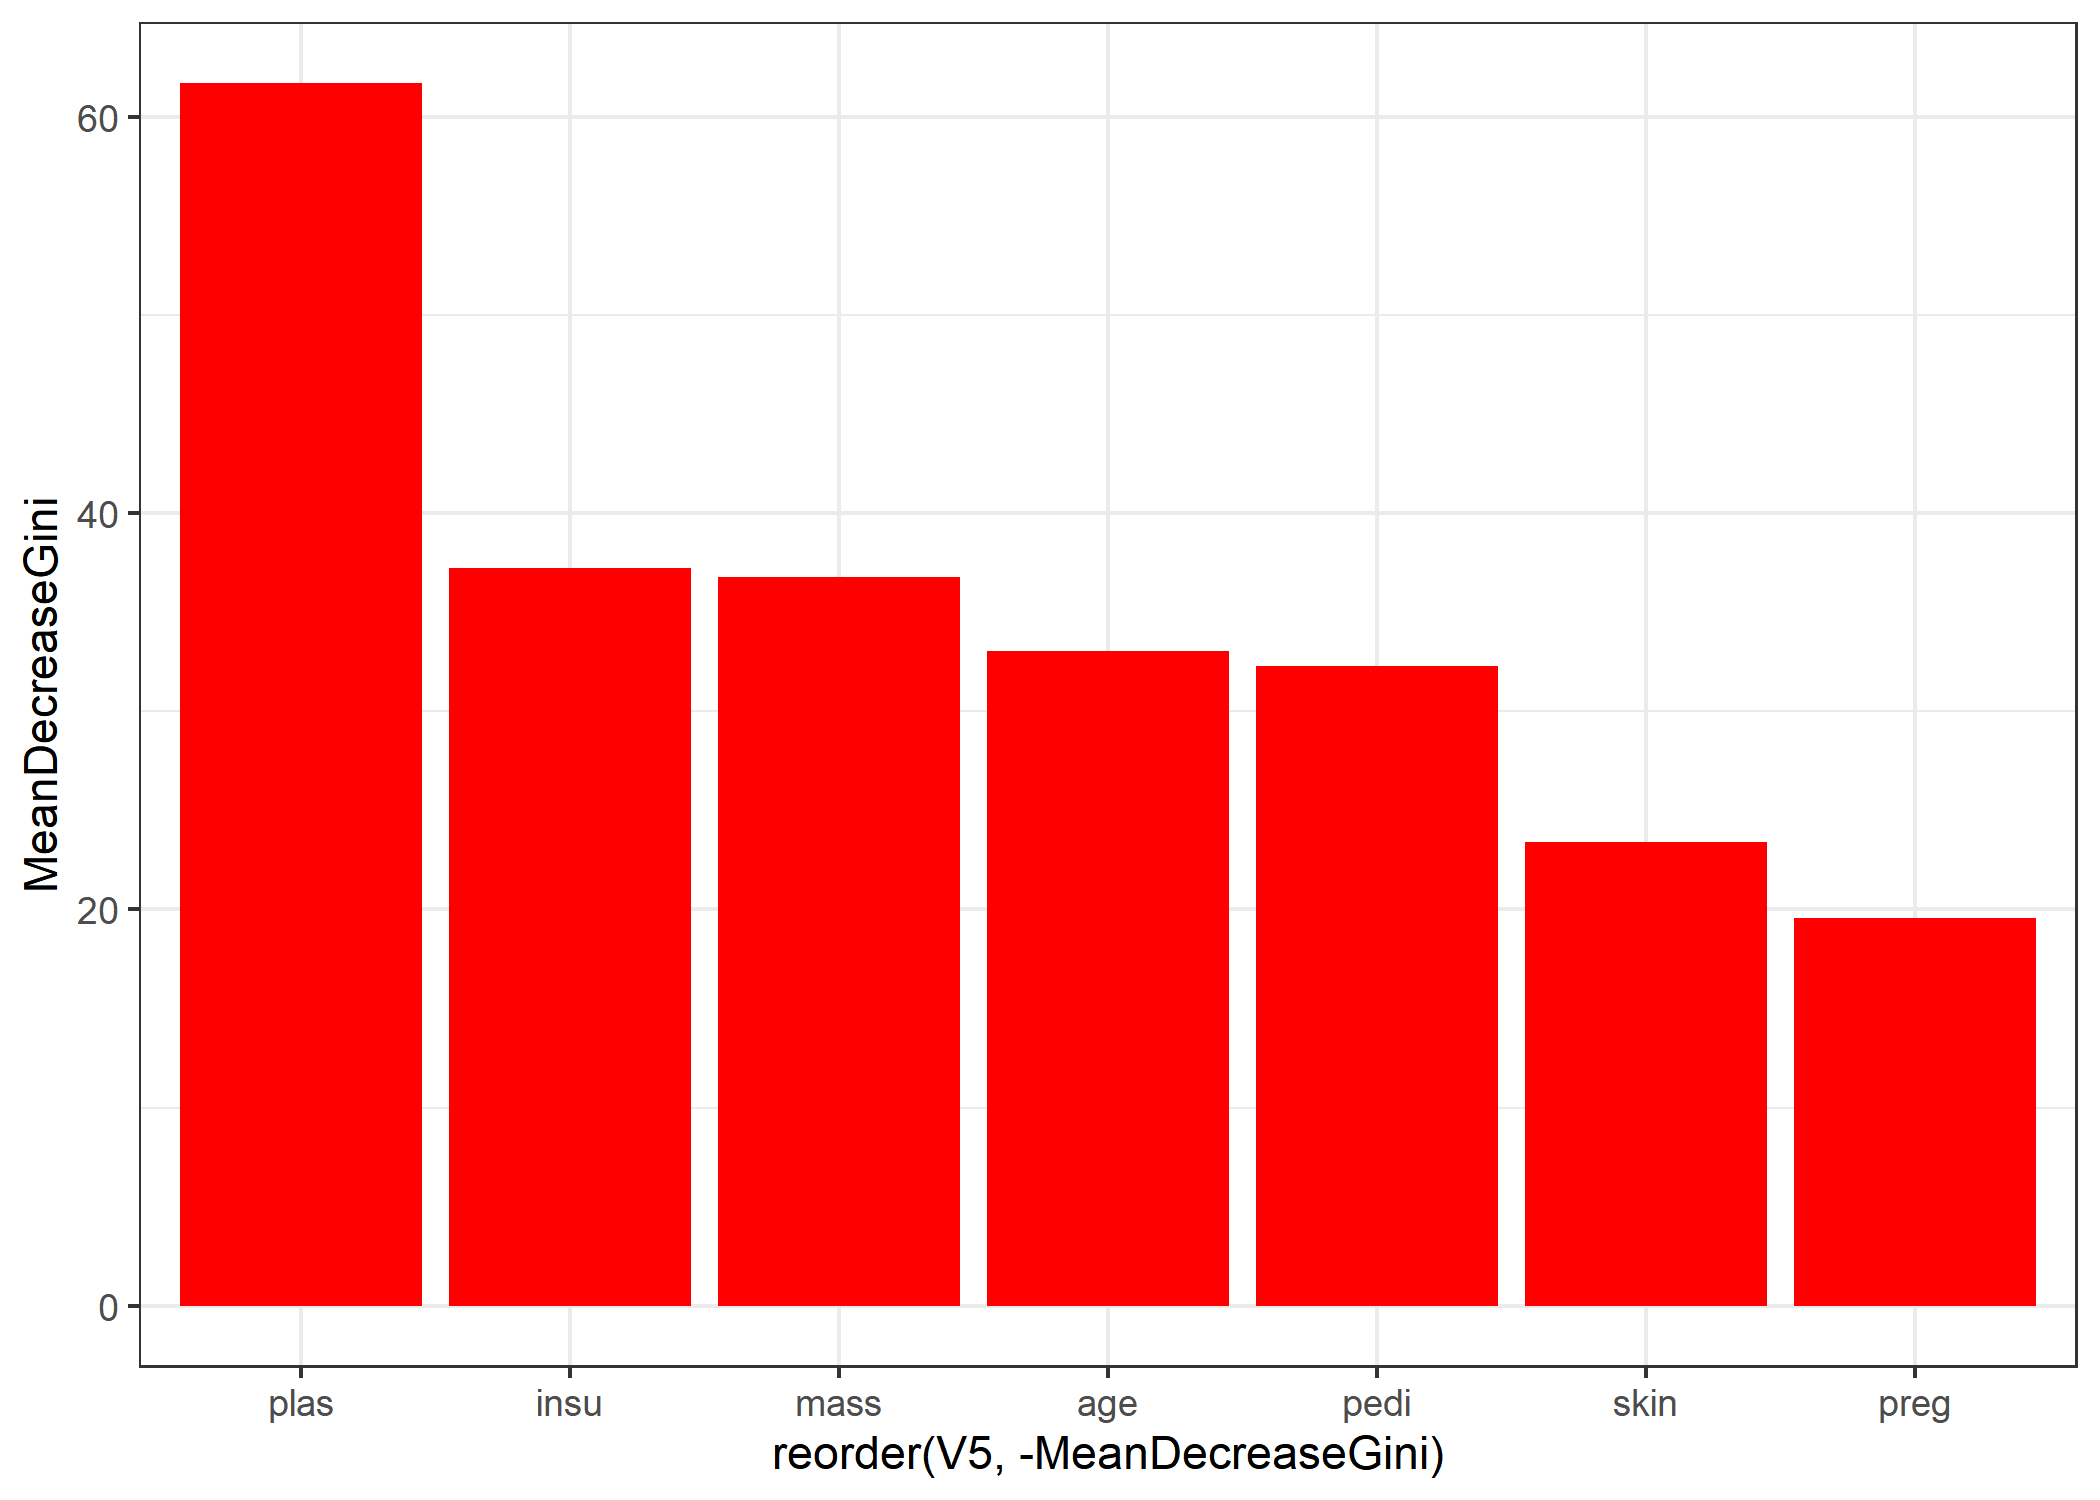 MeanDecreaseGini
60
40
20
0
plas insu mass age pedi skin preg
reorder(V5, -MeanDecreaseGini)